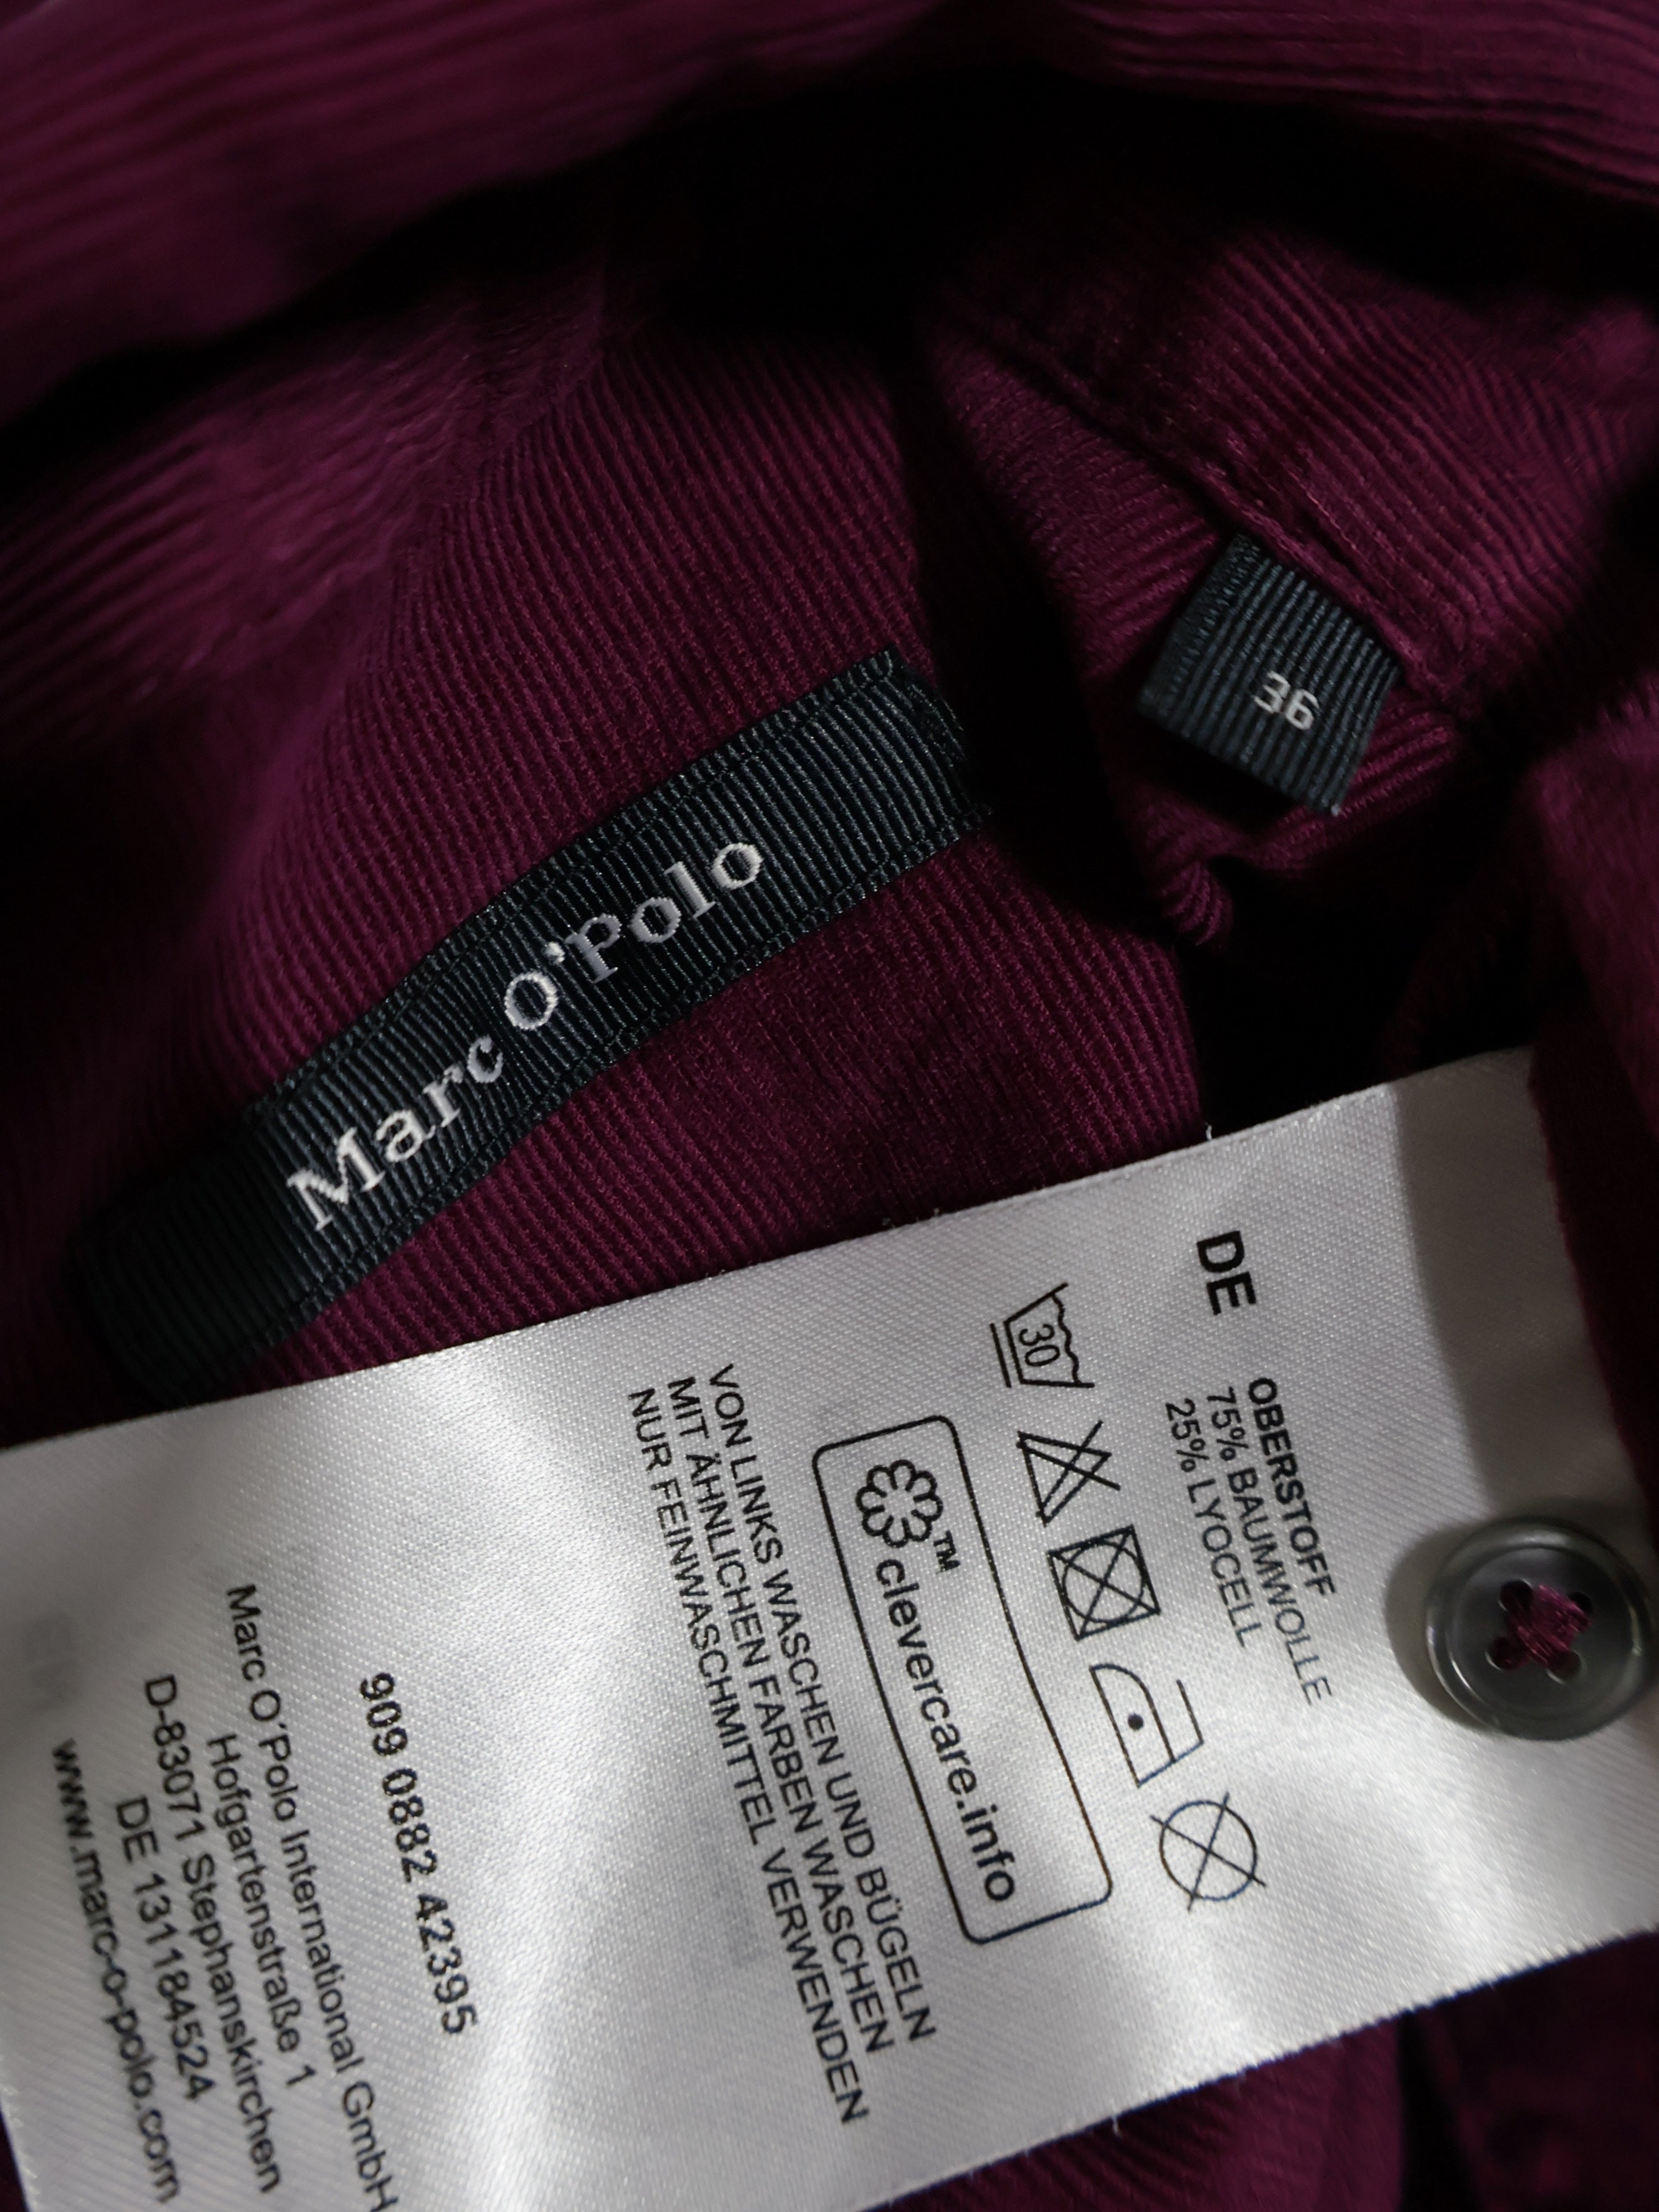 Marc O'Polo
36
DE
OBERSTOFF
75% BAUMWOLLE
25% LYOCELL
30
™
clevercare.info
VON LINKS WASCHEN UND BÜGELN
MIT ÄHNLICHEN FARBEN WASCHEN
NUR FEINWASCHMITTEL VERWENDEN
909 0882 42395
Marc O'Polo International GmbH
Hofgartenstraße 1
D-83071 Stephanskirchen
DE 131184524
www.marc-o-polo.com